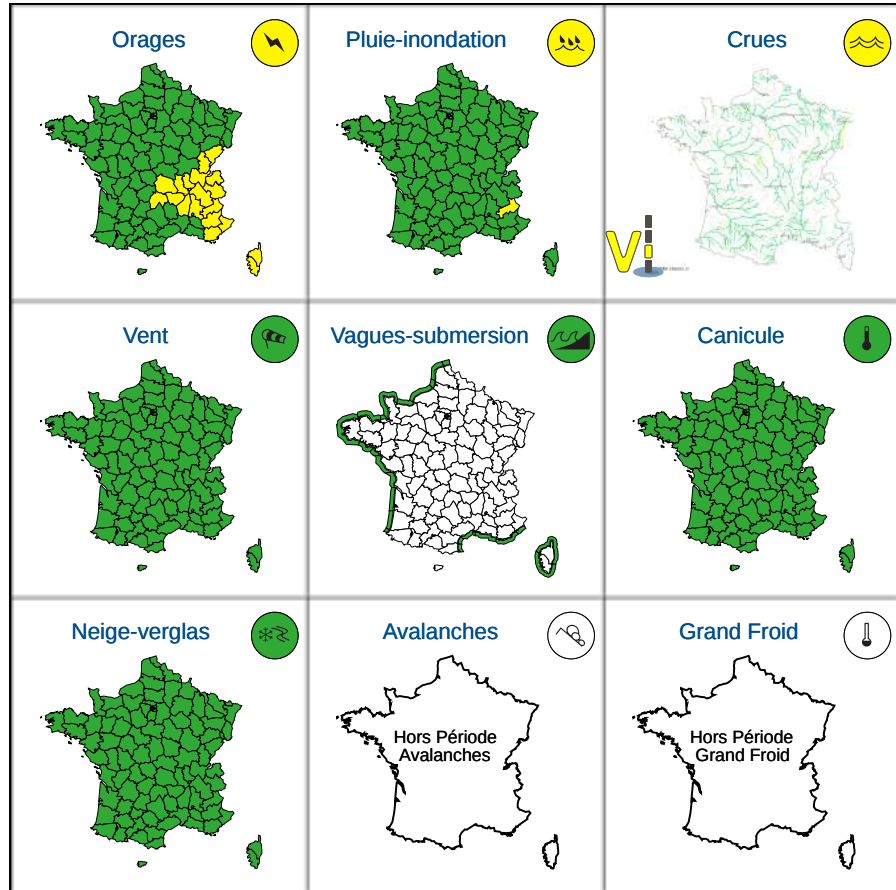 Orages
Pluie-inondation
Crues
Vi
Vent
Vagues-submersion
Canicule
Neige-verglas
Avalanches
Grand Froid
Hors Période
Avalanches
Hors Période
Grand Froid